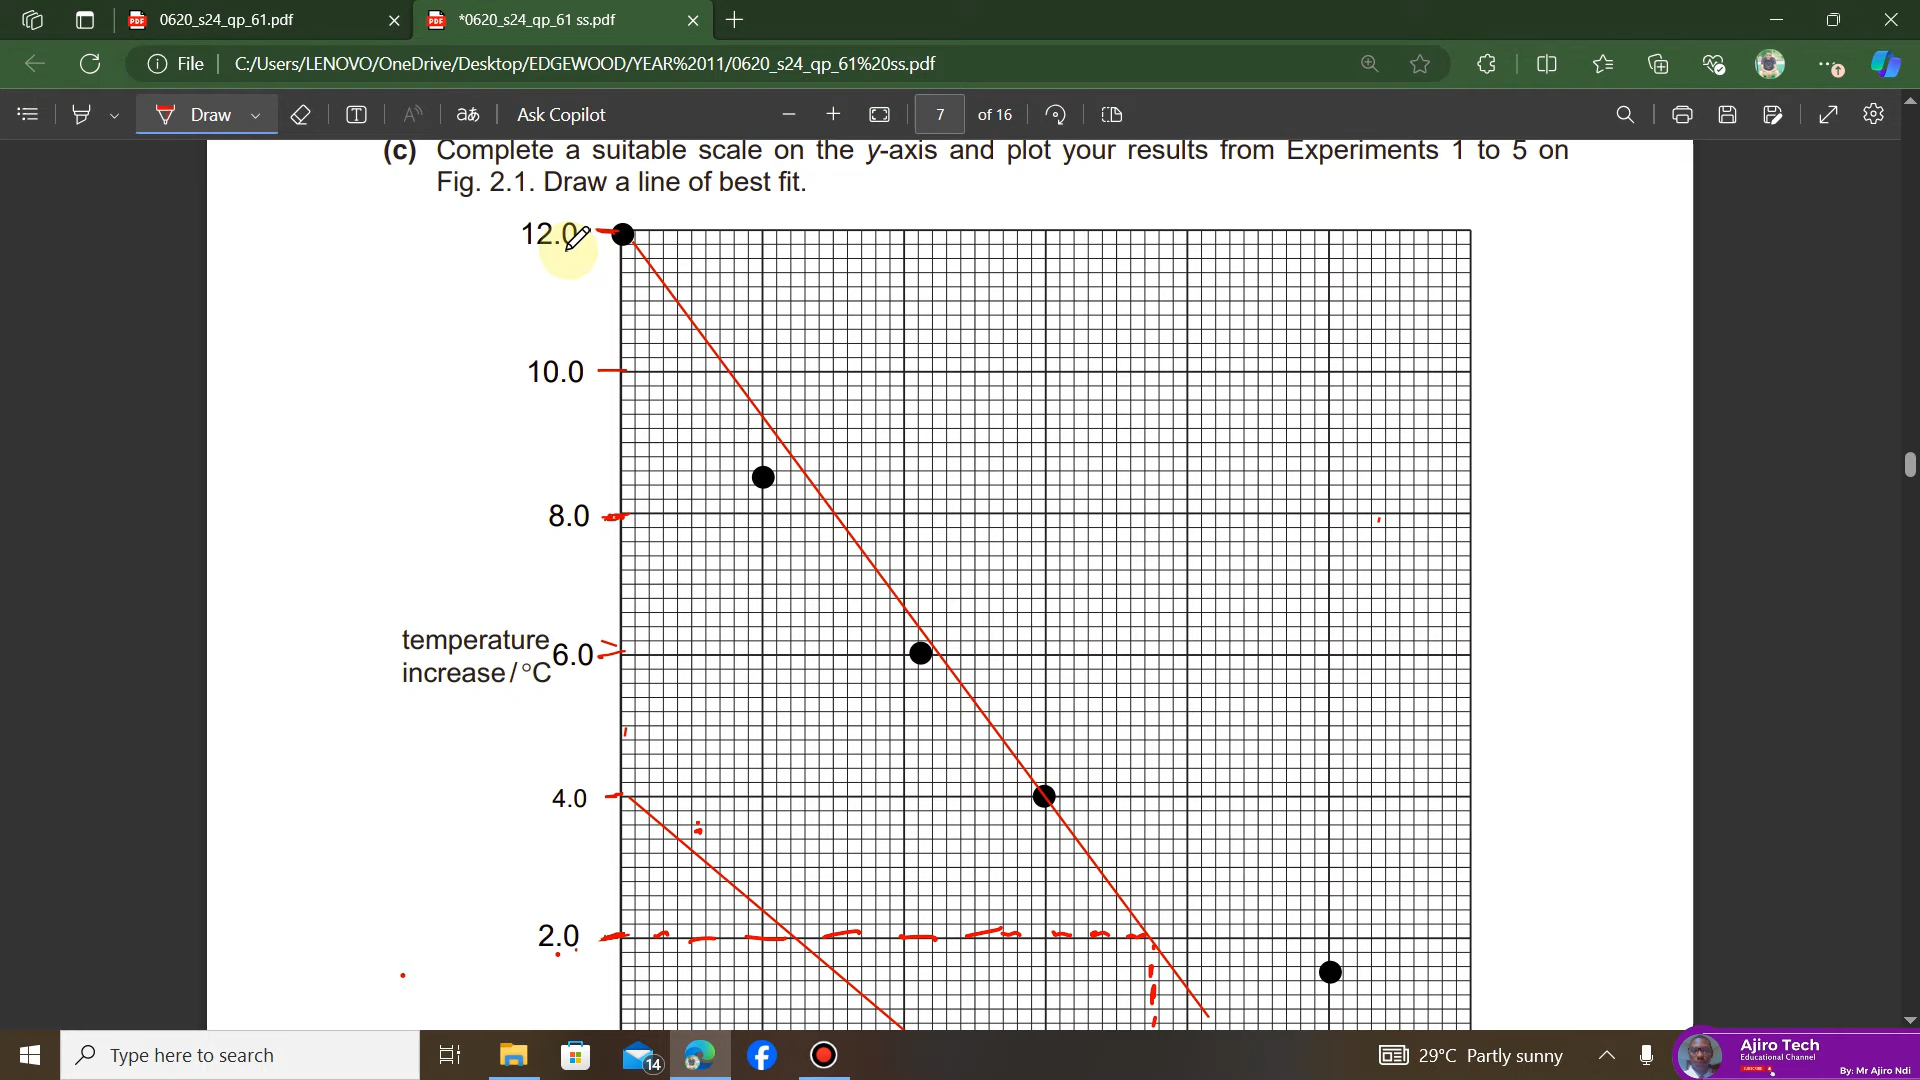 0620_s24_qp_61.pdf
*0620_s24_qp_61 ss.pdf
File
C:/Users/LENOVO/OneDrive/Desktop/EDGEWOOD/YEAR%2011/0620_s24_qp_61%20ss.pdf
Draw
aあ
Ask Copilot
7 of 16
(c) Complete a suitable scale on the y-axis and plot your results from Experiments 1 to 5 on
Fig. 2.1. Draw a line of best fit.
12.0
10.0
8.0
temperature
increase / °C
6.0
4.0
2.0
Type here to search
14
29°C Partly sunny
Ajiro Tech
Educational Channel
SUBSCRIBE
By: Mr Ajiro Ndi